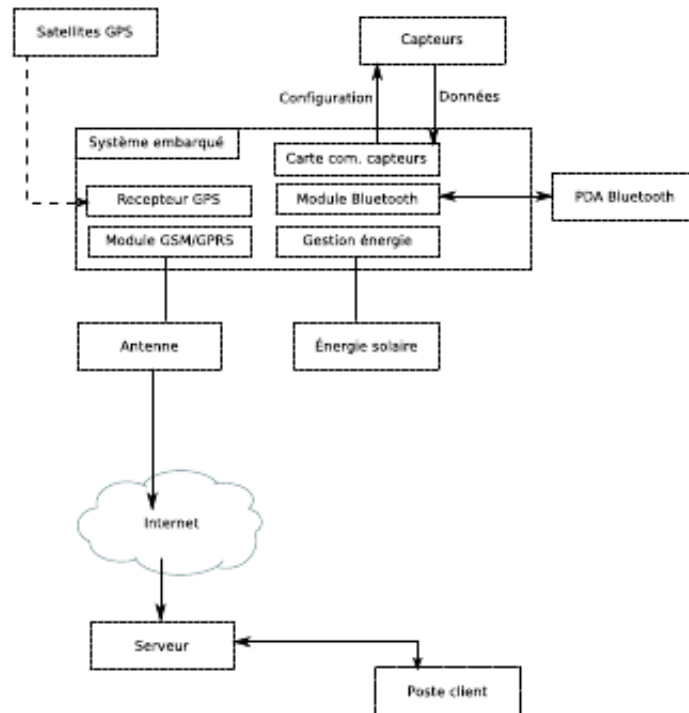 Satellites GPS
Capteurs
Configuration
Données
Système embarqué
Carte com. capteurs
Recepteur GPS
Module Bluetooth
PDA Bluetooth
Module GSM/GPRS
Gestion énergie
Antenne
Énergie solaire
Internet
Serveur
Poste client